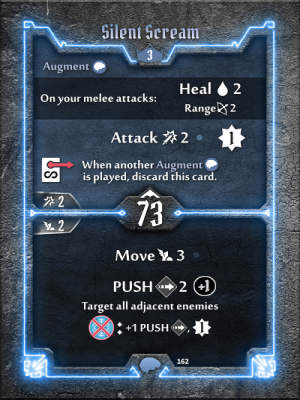 Silent Scream
3
Augment
On your melee attacks:
Heal 2
Range 2
Attack 2
1
When another Augment
is played, discard this card.
2
73
2
Move 3
PUSH 2 +1
Target all adjacent enemies
: +1 PUSH , 1
162